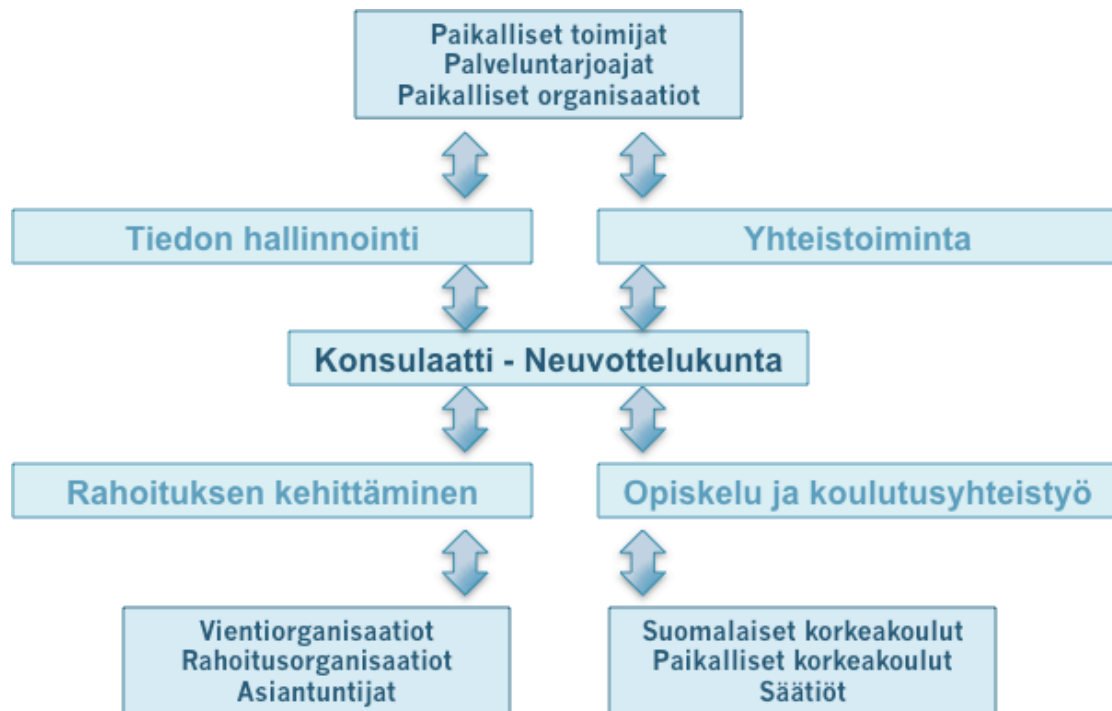 Paikalliset toimijat
Palveluntarjoajat
Paikalliset organisaatiot
Tiedon hallinnointi
Yhteistoiminta
Konsulaatti - Neuvottelukunta
Rahoituksen kehittäminen
Opiskelu ja koulutusyhteistyö
Vientiorganisaatiot
Rahoitusorganisaatiot
Asiantuntijat
Suomalaiset korkeakoulut
Paikalliset korkeakoulut
Säätiöt